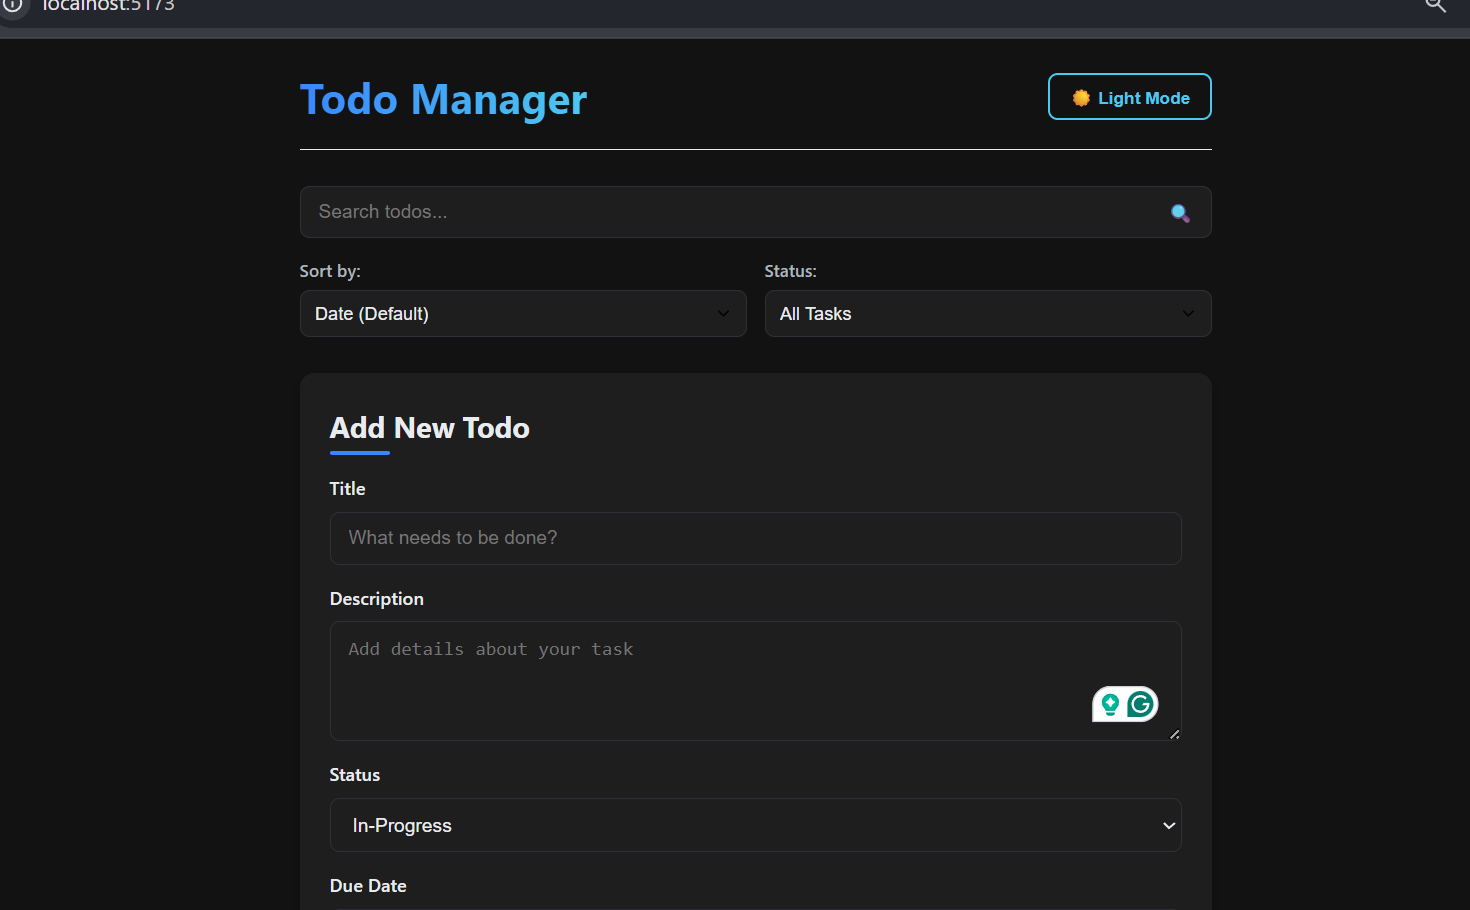 localhost:5173
Todo Manager
Light Mode
Search todos...
Sort by:
Status:
Date (Default)
All Tasks
Add New Todo
Title
What needs to be done?
Description
Add details about your task
Status
In-Progress
Due Date